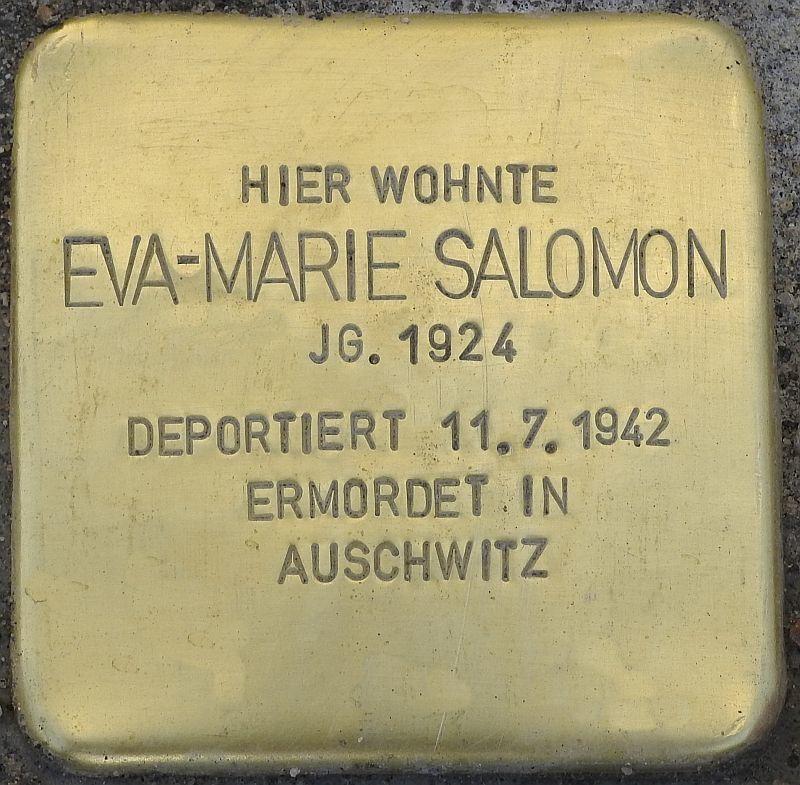 HIER WOHNTE
EVA-MARIE SALOMON
JG. 1924
DEPORTIERT 11.7.1942
ERMORDET IN
AUSCHWITZ